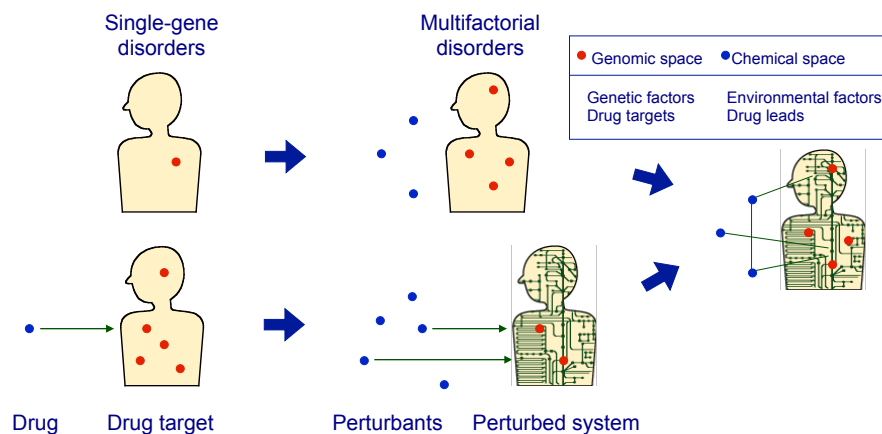 Single-gene
disorders
Multifactorial
disorders
Genomic space
Chemical space
Genetic factors
Drug targets
Environmental factors
Drug leads
Drug
Drug target
Perturbants
Perturbed system